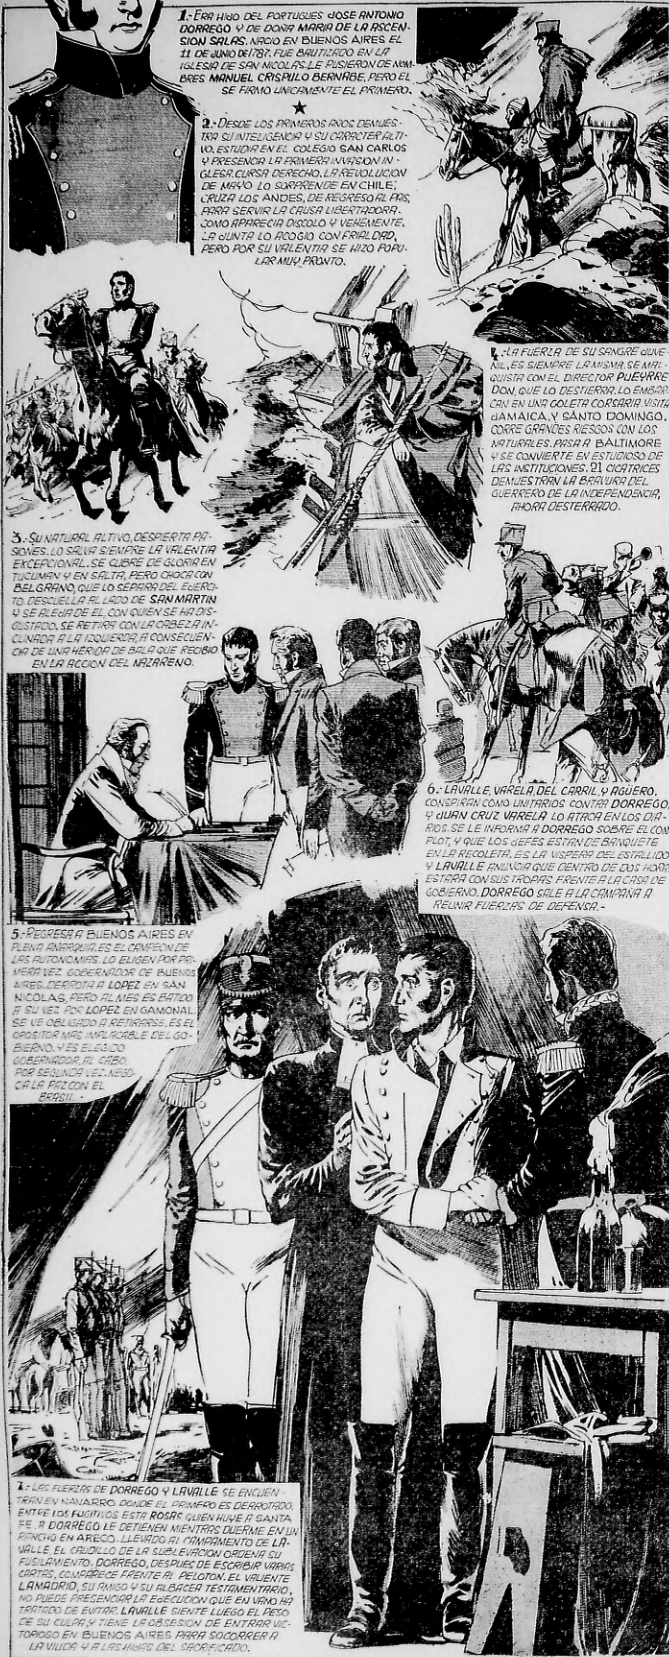 1.- ERA HIJO DEL PORTUGUES JOSE ANTONIO
DORREGO Y DE DOÑA MARIA DE LA ASCEN-
SION SALAS. NACIO EN BUENOS AIRES EL
11 DE JUNIO DE 1787. FUE BAUTIZADO EN LA
IGLESIA DE SAN NICOLAS. LE PUSIERON DE NOM-
BRES MANUEL CRISPULO BERNABE, PERO EL
SE FIRMO UNICAMENTE EL PRIMERO.
2.- DESDE LOS PRIMEROS AÑOS DEMUES-
TRA SU INTELIGENCIA Y SU CARACTER ALTI-
VO. ESTUDIA EN EL COLEGIO SAN CARLOS
Y PRESENCIA LA PRIMERA INVASION IN-
GLESA. CURSA DERECHO. LA REVOLUCION
DE MAYO LO SORPRENDE EN CHILE;
CRUZA LOS ANDES, DE REGRESO AL PAIS,
PARA SERVIR LA CAUSA LIBERTADORA.
COMO APARECIA DISCOLO Y VEHEMENTE,
LA JUNTA LO ACOGIO CON FRIALDAD,
PERO POR SU VALENTIA SE HIZO POPU-
LAR MUY PRONTO.
3.- SU NATURAL ALTIVO, DESPIERTA PA-
SIONES. LO SALVA SIEMPRE LA VALENTIA
EXCEPCIONAL. SE CUBRE DE GLORIA EN
TUCUMAN Y EN SALTA, PERO CHOCA CON
BELGRANO, QUE LO SEPARA DEL EJERCI-
TO. DESCUELLA AL LADO DE SAN MARTIN
Y SE ALEJA DE EL, CON QUIEN SE HA DIS-
GUSTADO. SE RETIRA CON LA CABEZA IN-
CLINADA A LA IZQUIERDA, A CONSECUEN-
CIA DE UNA HERIDA DE BALA QUE RECIBIO
EN LA ACCION DEL NAZARENO.
4.- LA FUERZA DE SU SANGRE JUVE-
NIL, ES SIEMPRE LA MISMA. SE MAL-
QUISTA CON EL DIRECTOR PUEYRRE-
DON, QUE LO DESTIERRA. LO EMBAR-
CAN EN UNA GOLETA CORSARIA. VISITA
JAMAICA, Y SANTO DOMINGO.
CORRE GRANDES RIESGOS CON LOS
NATURALES. PASA A BALTIMORE
Y SE CONVIERTE EN ESTUDIOSO DE
LAS INSTITUCIONES. 21 CICATRICES
DEMUESTRAN LA BRAVURA DEL
GUERRERO DE LA INDEPENDENCIA,
AHORA DESTERRADO.
5.- REGRESA A BUENOS AIRES EN
PLENA ANARQUIA. ES EL CAMPEON DE
LAS AUTONOMIAS. LO ELIGEN POR PRI-
MERA VEZ GOBERNADOR DE BUENOS
AIRES. DERROTA A LOPEZ EN SAN
NICOLAS, PERO AL MES ES BATIDO
A SU VEZ POR LOPEZ EN GAMONAL.
SE VE OBLIGADO A RETIRARSE. ES EL
OPOSITOR MAS IMPLACABLE DEL GO-
BIERNO. Y ES ELEGIDO
GOBERNADOR, AL CABO,
POR SEGUNDA VEZ. NEGO-
CIA LA PAZ CON EL
BRASIL.-
6.- LAVALLE, VARELA, DEL CARRIL, Y AGÜERO,
CONSPIRAN COMO UNITARIOS CONTRA DORREGO,
Y JUAN CRUZ VARELA LO ATACA EN LOS DIA-
RIOS. SE LE INFORMA A DORREGO SOBRE EL COM
PLOT, Y QUE LOS JEFES ESTAN DE BANQUETE
EN LA RECOLETA. ES LA VISPERA DEL ESTALLIDO
Y LAVALLE ANUNCIA QUE DENTRO DE DOS HORAS
ESTARA CON SUS TROPAS FRENTE A LA CASA DE
GOBIERNO. DORREGO SALE A LA CAMPAÑA A
REUNIR FUERZAS DE DEFENSA.-
7.- LAS FUERZAS DE DORREGO Y LAVALLE SE ENCUEN-
TRAN EN NAVARRO DONDE EL PRIMERO ES DERROTADO.
ENTRE LOS FUGITIVOS ESTA ROSAS QUIEN HUYE A SANTA
FE. A DORREGO LE DETIENEN MIENTRAS DUERME EN UN
RANCHO EN ARECO. LLEVADO AL CAMPAMENTO DE LA-
VALLE, EL CAUDILLO DE LA SUBLEVACION ORDENA SU
FUSILAMIENTO. DORREGO, DESPUES DE ESCRIBIR VARIAS
CARTAS, COMPARECE FRENTE AL PELOTON. EL VALIENTE
LAMADRID, SU AMIGO Y SU ALBACEA TESTAMENTARIO,
NO PUEDE PRESENCIAR LA EJECUCION QUE EN VANO HA
TRATADO DE EVITAR. LAVALLE SIENTE LUEGO EL PESO
DE SU CULPA, Y TIENE LA OBSESION DE ENTRAR VIC-
TORIOSO EN BUENOS AIRES PARA SOCORRER A
LA VIUDA Y A LAS HIJAS DEL SACRIFICADO.